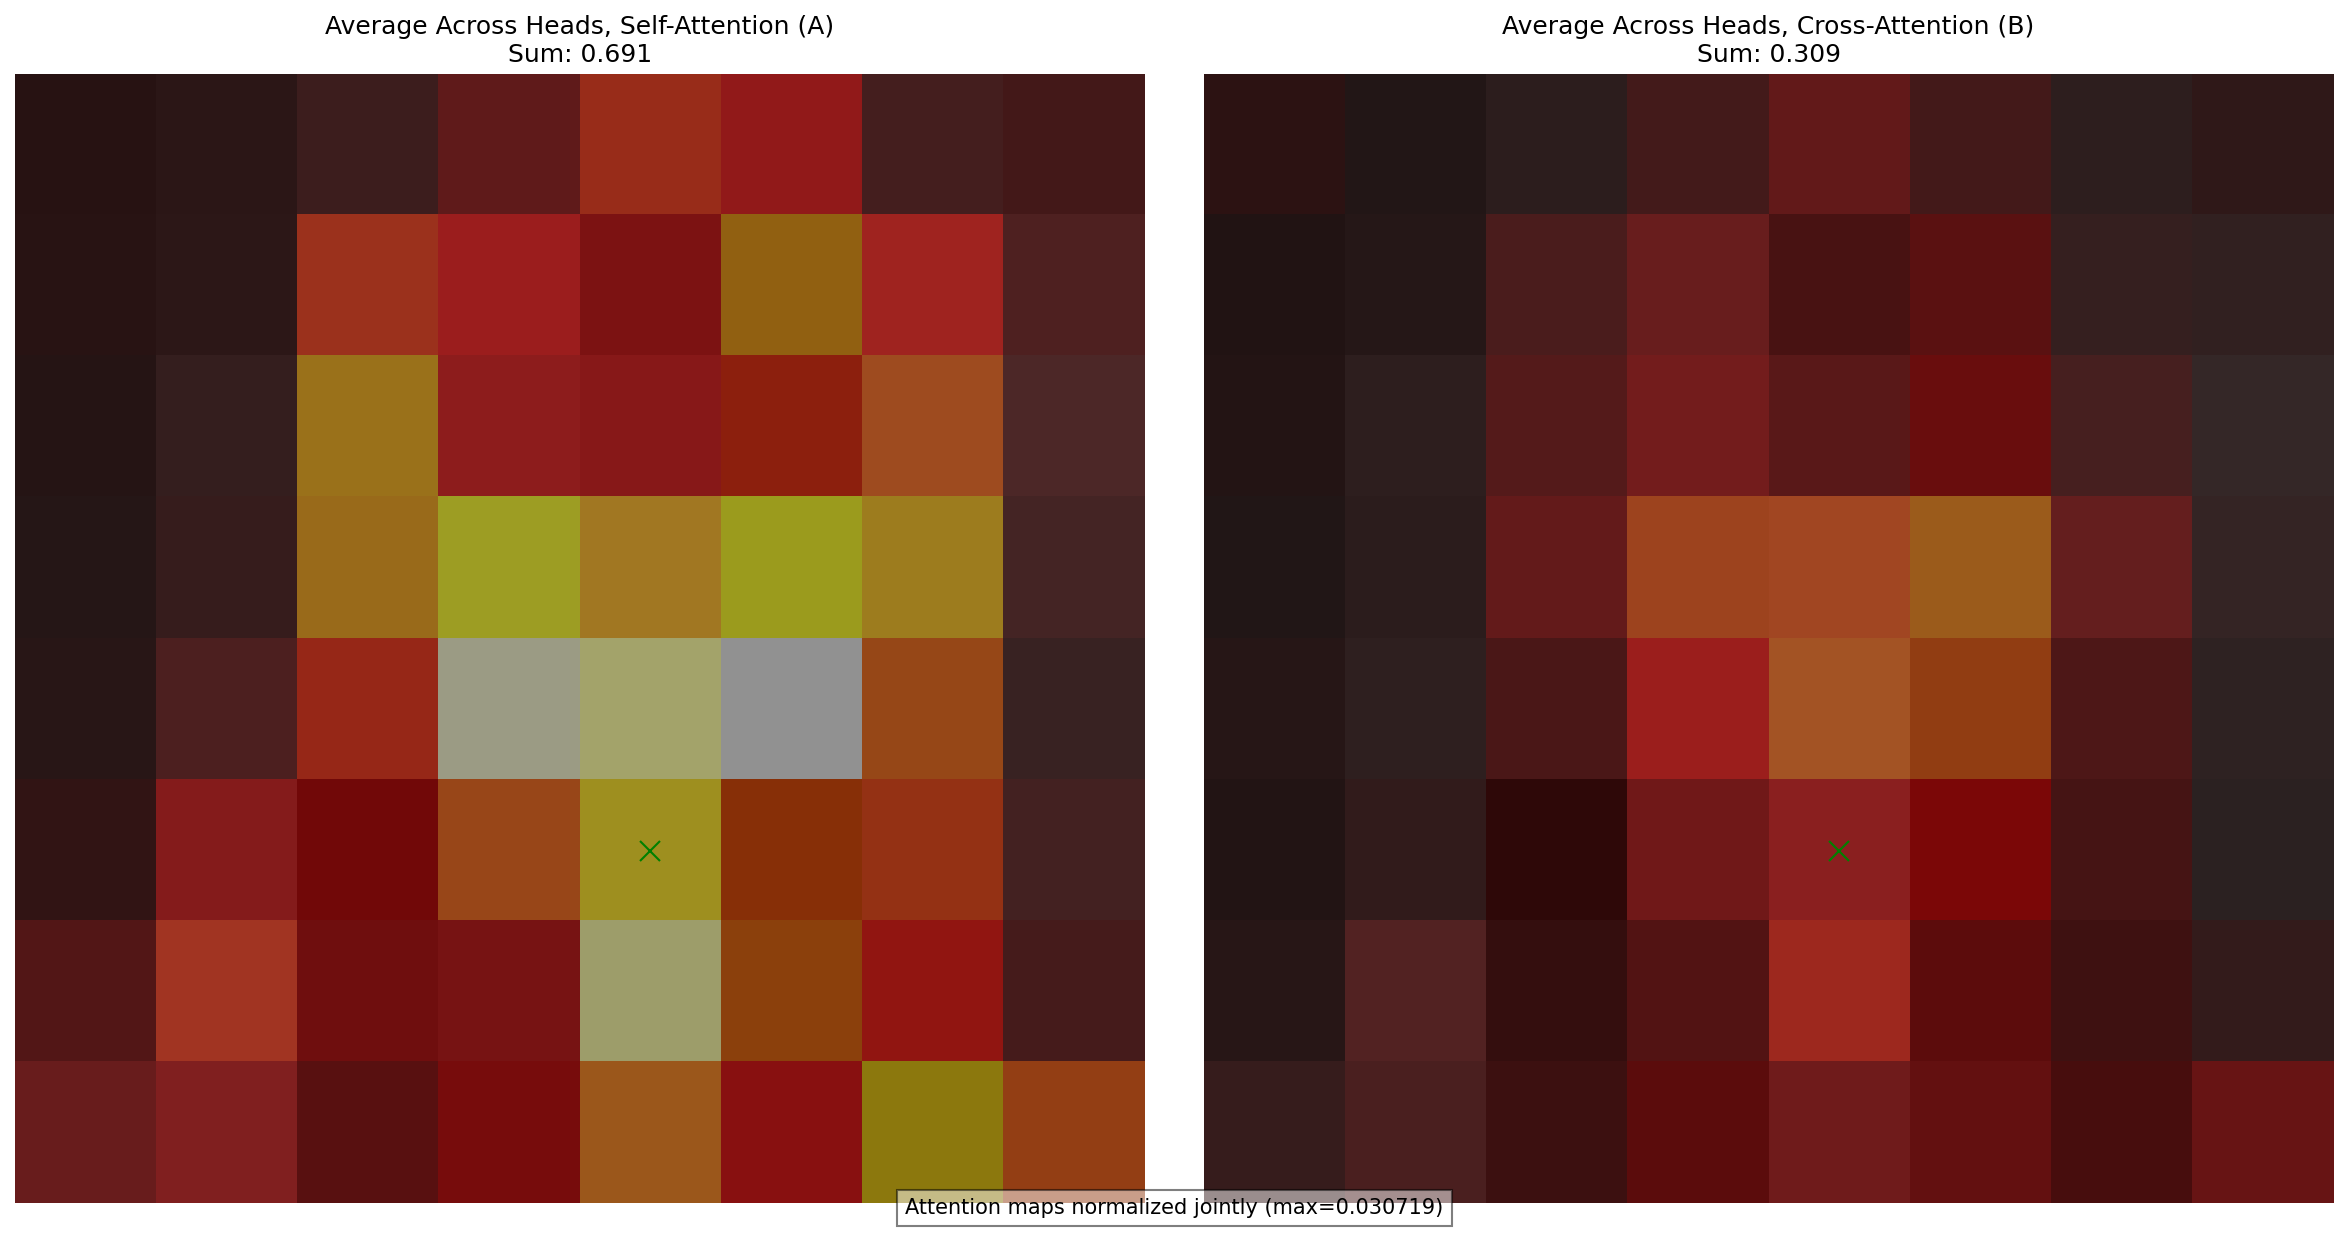 Average Across Heads, Self-Attention (A)
Sum: 0.691
Average Across Heads, Cross-Attention (B)
Sum: 0.309
Attention maps normalized jointly (max=0.030719)